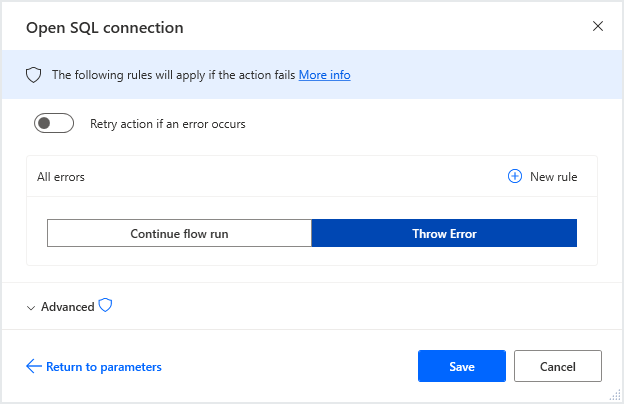 Open SQL connection
The following rules will apply if the action fails More info
Retry action if an error occurs
All errors
New rule
Continue flow run
Throw Error
Advanced
Return to parameters
Save
Cancel